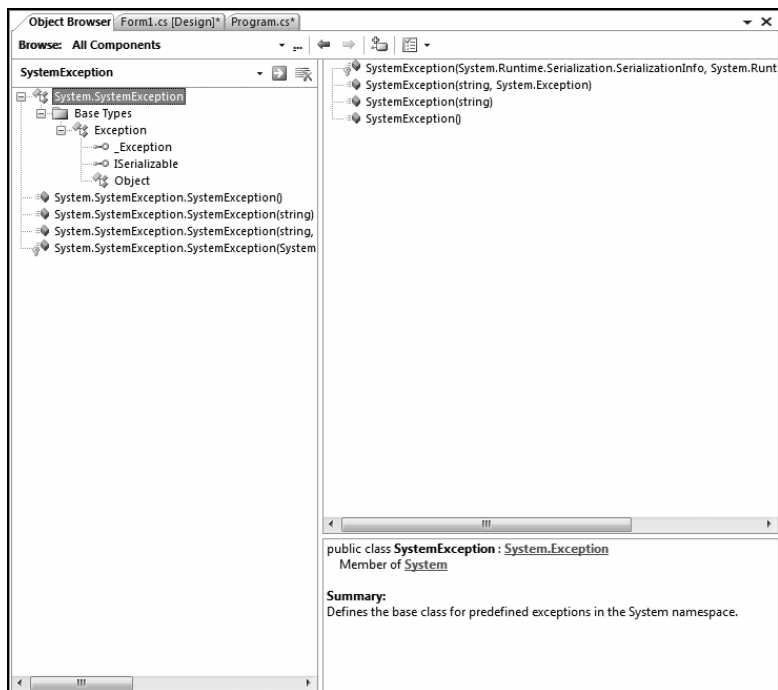 Object Browser Form1.cs [Design]* Program.cs*
Browse: All Components
SystemException
System.SystemException
Base Types
Exception
_Exception
ISerializable
Object
System.SystemException.SystemException()
System.SystemException.SystemException(string)
System.SystemException.SystemException(string,
System.SystemException.SystemException(System
SystemException(System.Runtime.Serialization.SerializationInfo, System.Runt
SystemException(string, System.Exception)
SystemException(string)
SystemException()
public class SystemException : System.Exception
Member of System
Summary:
Defines the base class for predefined exceptions in the System namespace.